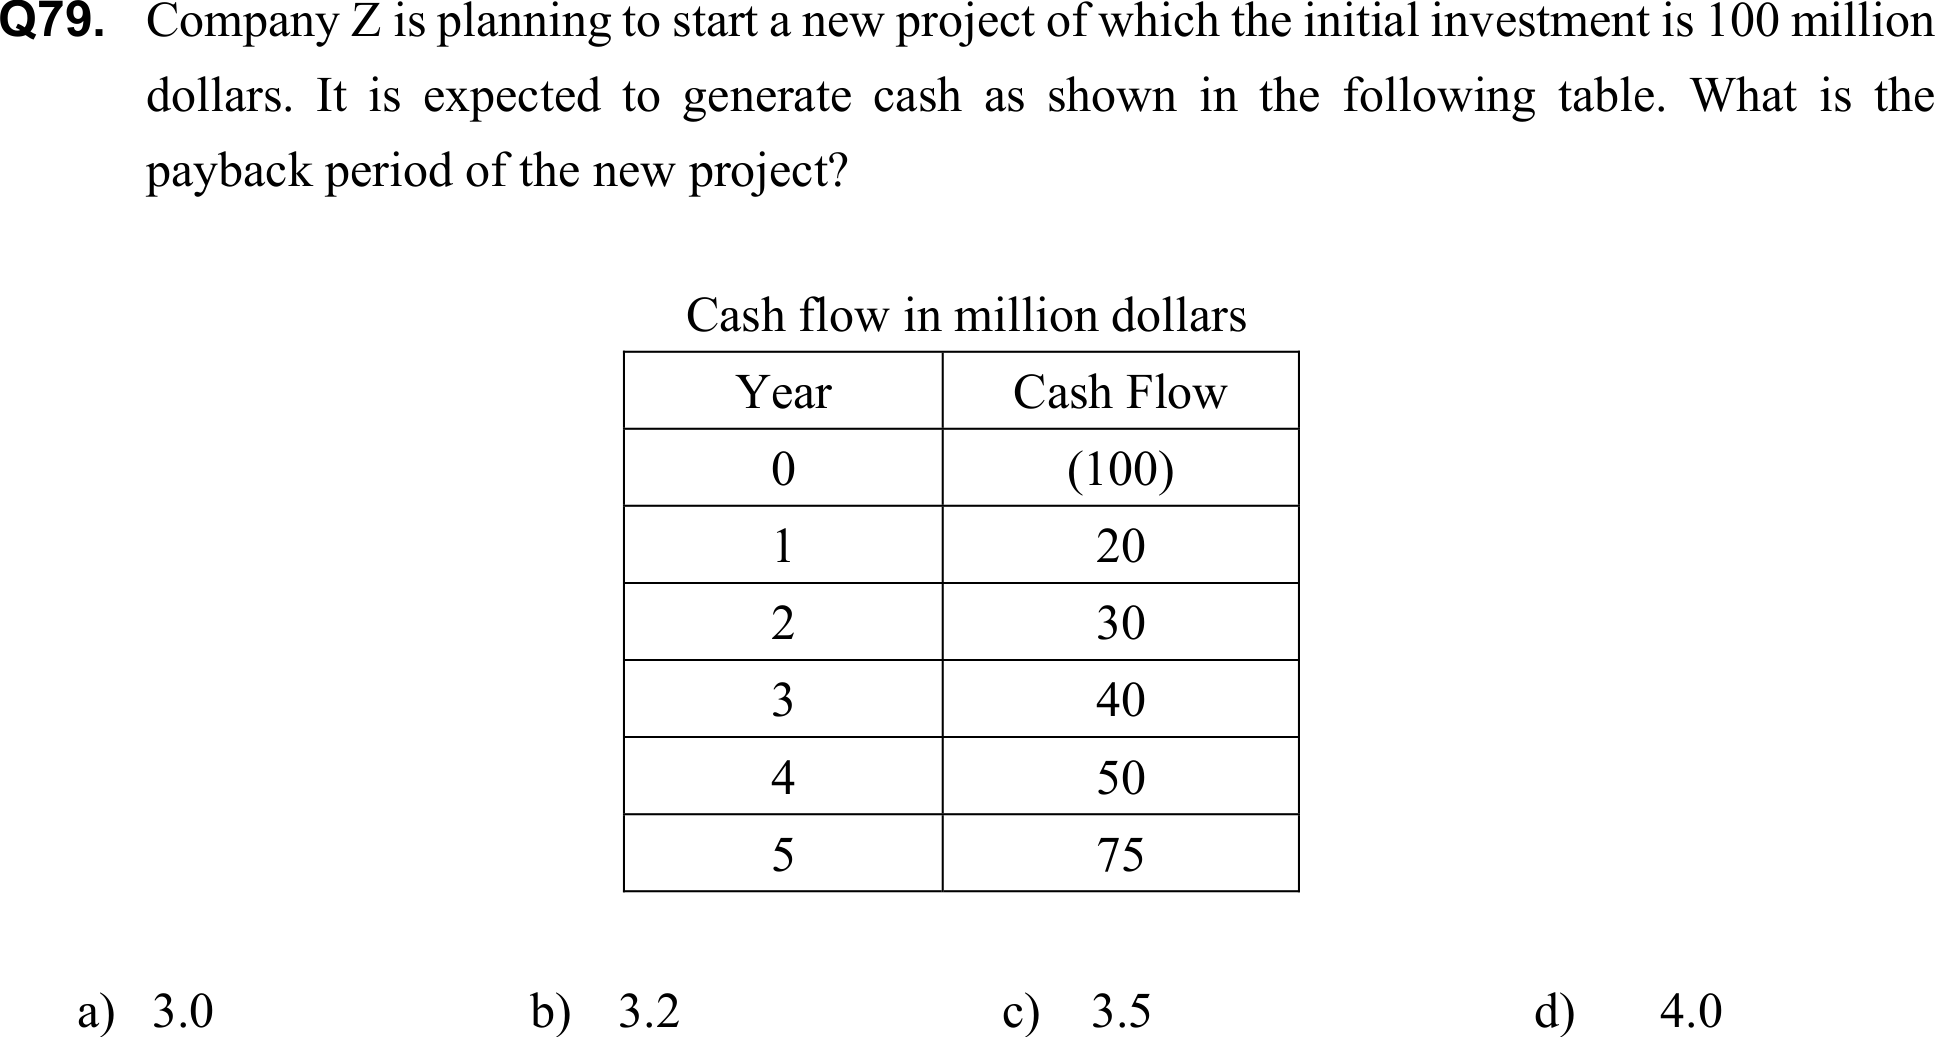 Q79. Company Z is planning to start a new project of which the initial investment is 100 million
dollars. It is expected to generate cash as shown in the following table. What is the
payback period of the new project?
Cash flow in million dollars
Year Cash Flow
0 (100)
1 20
2 30
3 40
4 50
5 75
a) 3.0 b) 3.2 c) 3.5 d) 4.0